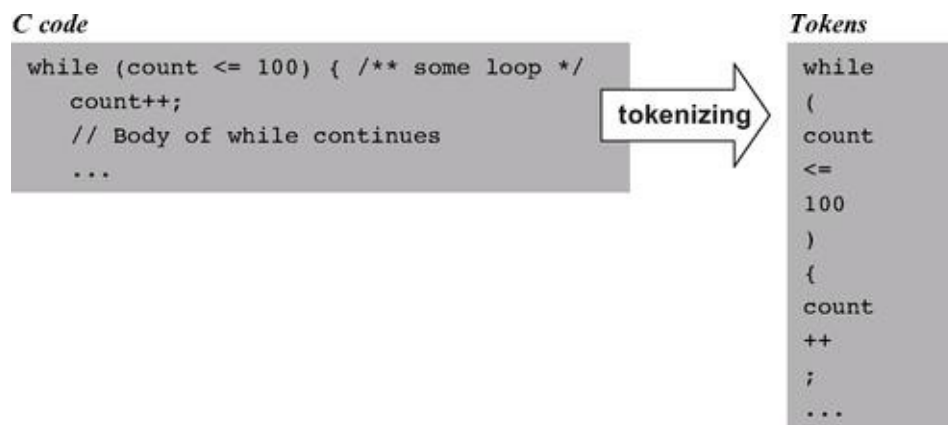 C code
while (count <= 100) { /** some loop */
count++;
// Body of while continues
...
tokenizing
Tokens
while
(
count
<=
100
)
{
count
++
;
...